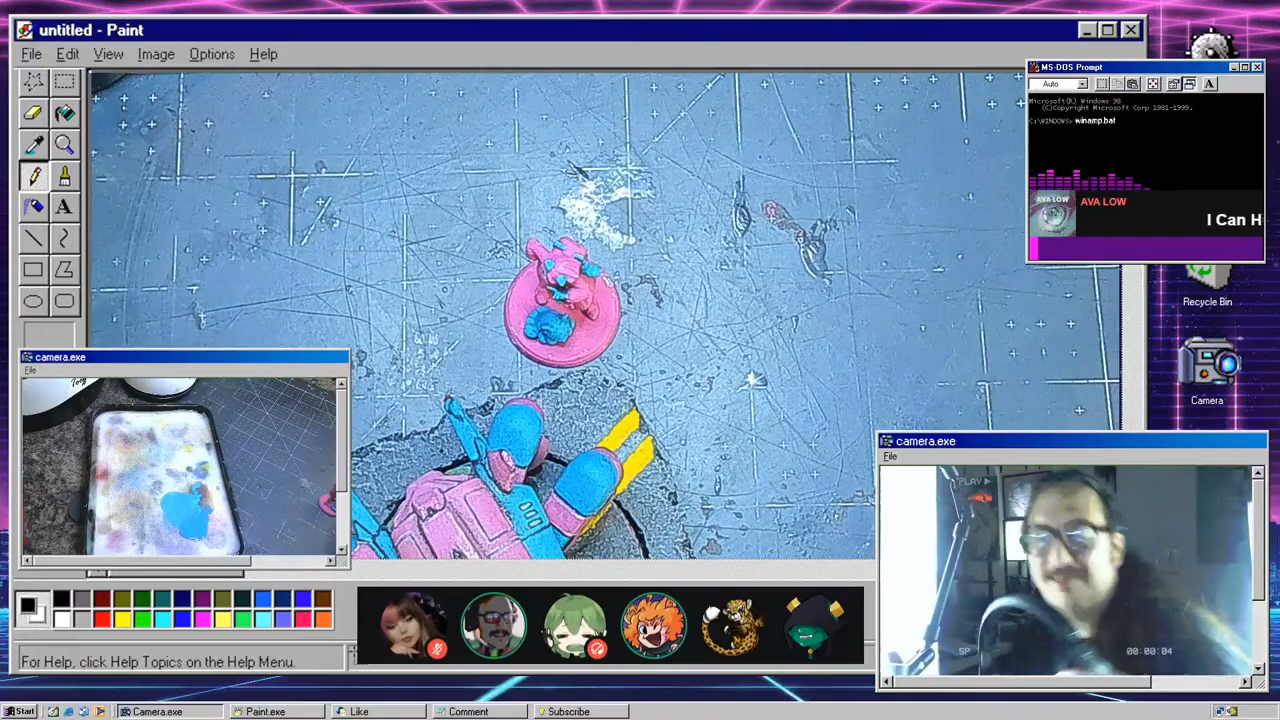 untitled - Paint
File Edit View Image Options Help
MS-DOS Prompt
Auto
A
Microsoft(R) Windows 98
(C)Copyright Microsoft Corp 1981-1999.
C:\WINDOWS> winamp.bat
AVA LOW
AVA LOW
I Can H
Recycle Bin
Camera
A
camera.exe
File
camera.exe
File
PLAY
SP
00:00:04
For Help, click Help Topics on the Help Menu.
Start
Camera.exe
Paint.exe
Like
Comment
Subscribe